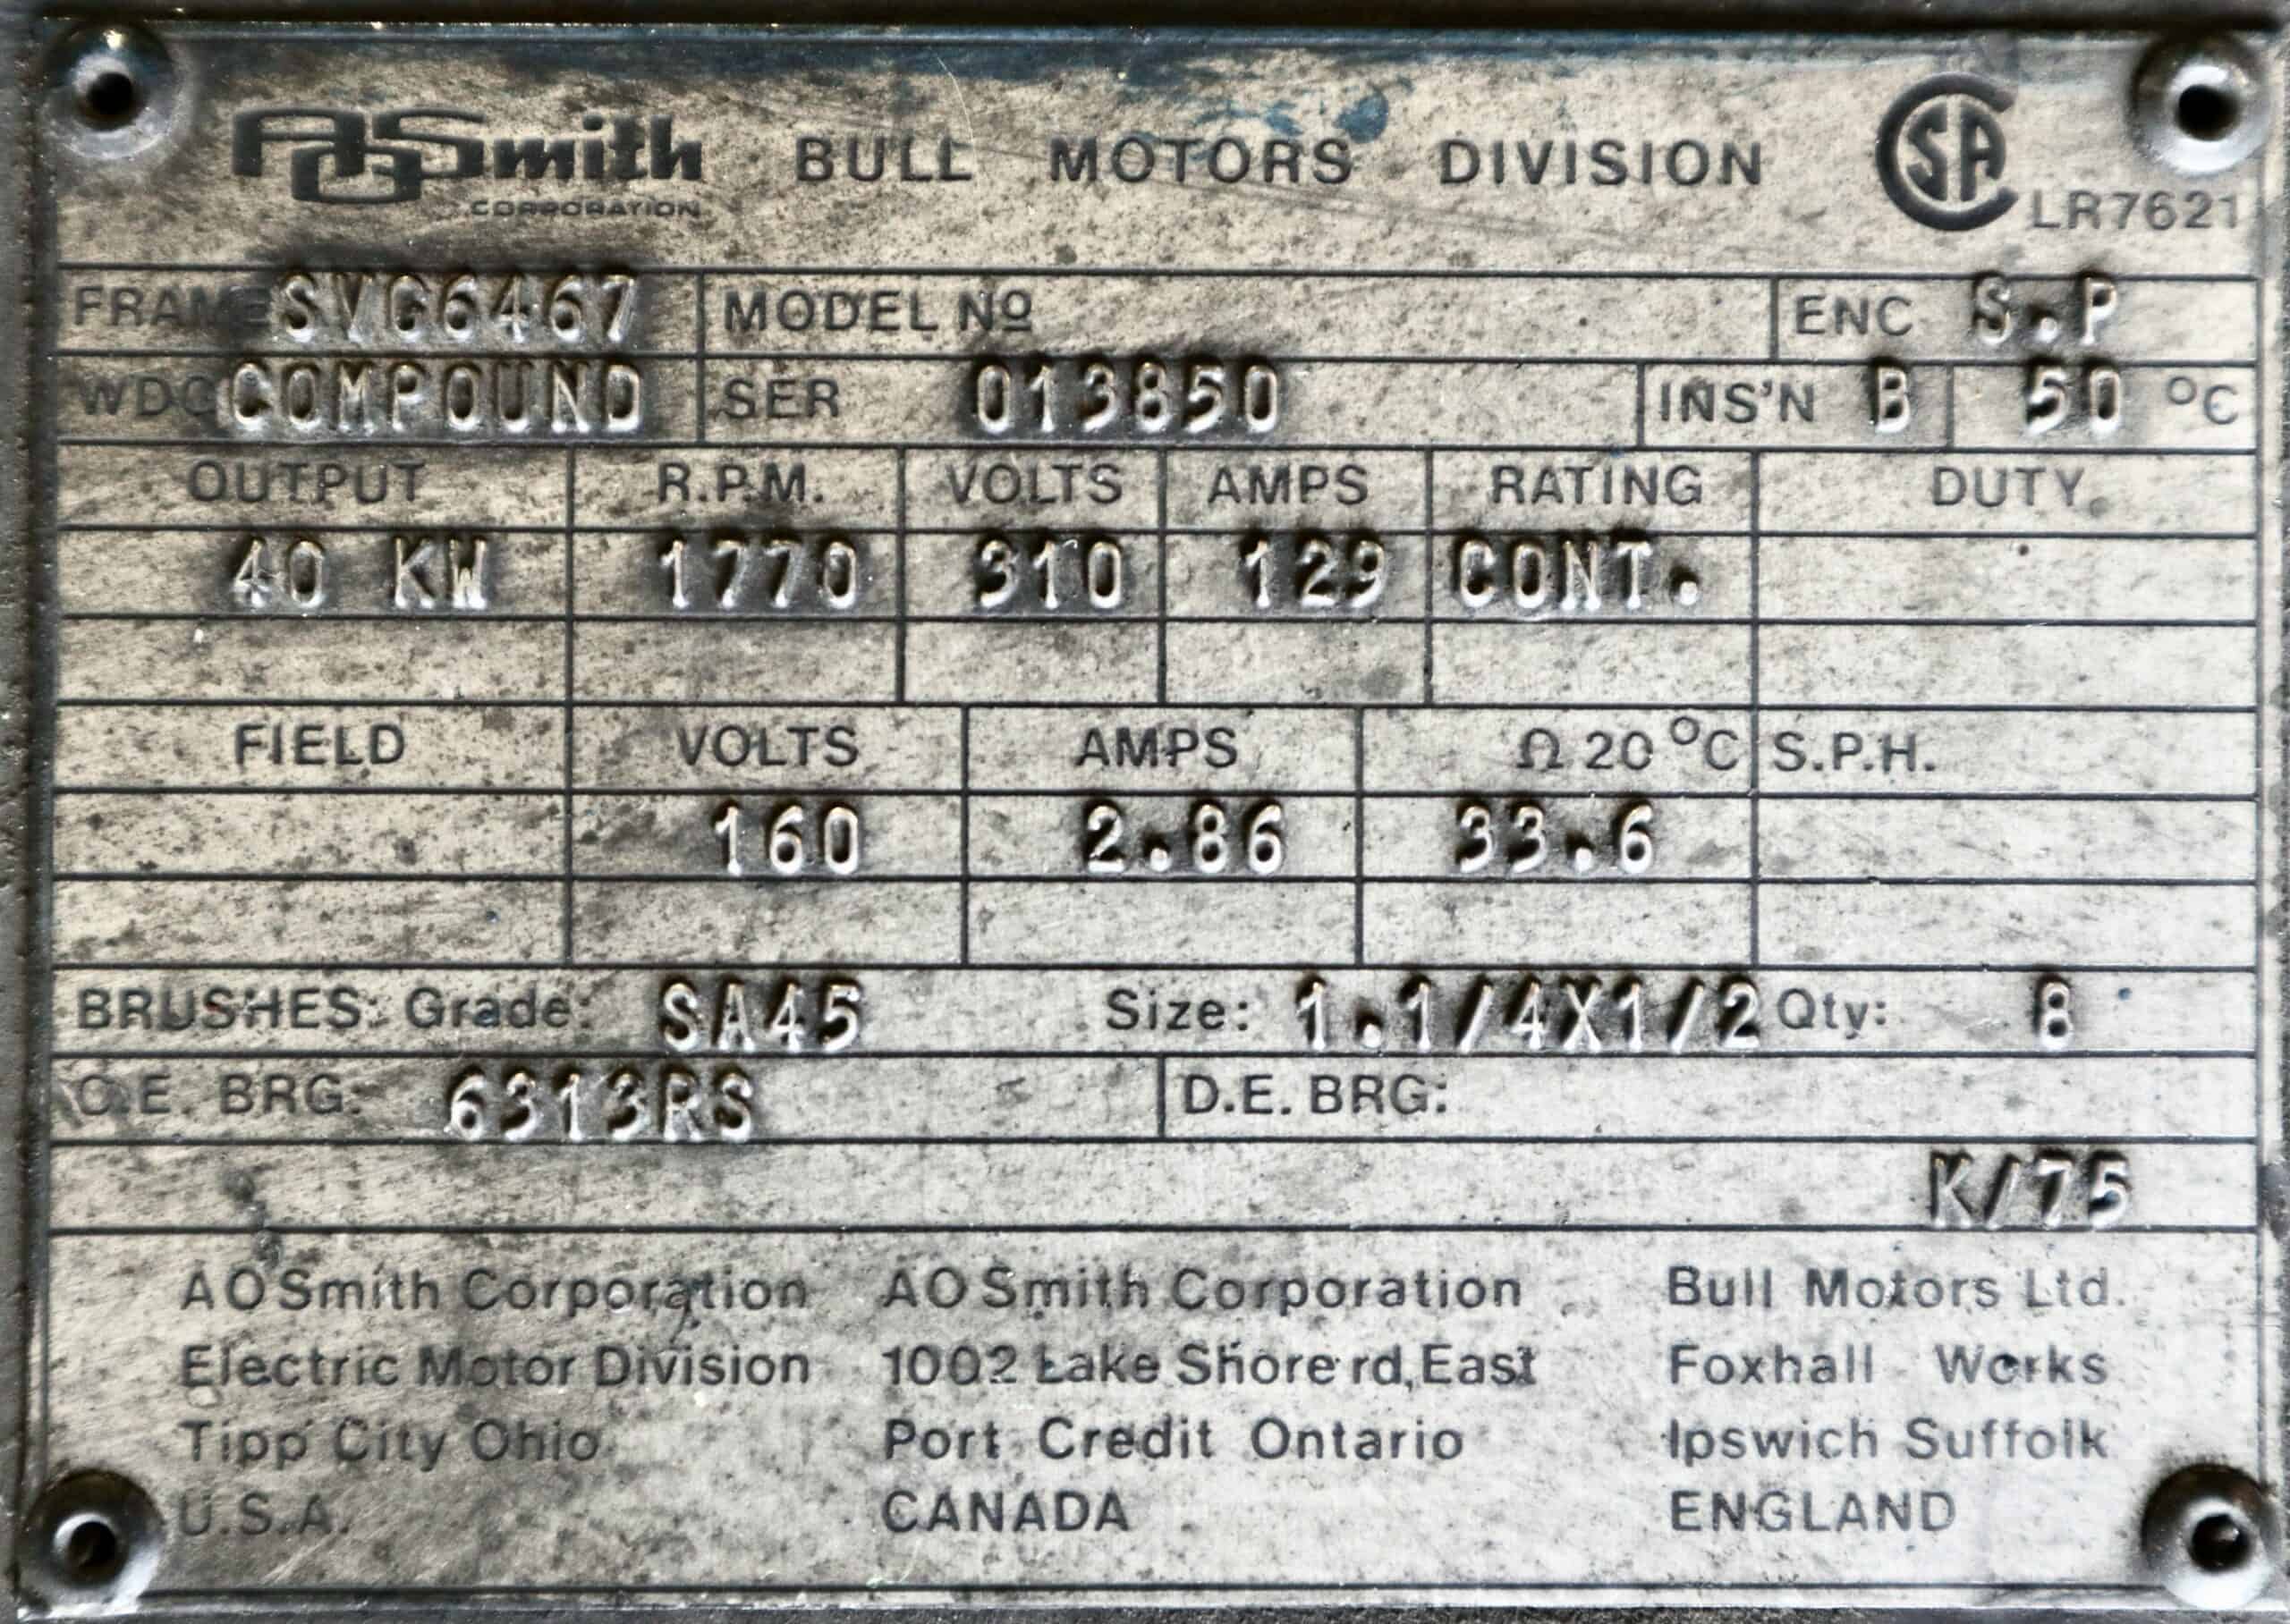 AOSmith BULL MOTORS DIVISION CSA
CORPORATION LR7621
FRAME SVG6467 MODEL Nº ENC S.P
WDG COMPOUND SER 013850 INS'N B 50 °C
OUTPUT R.P.M. VOLTS AMPS RATING DUTY
40 KW 1770 310 129 CONT.
FIELD VOLTS AMPS Ω 20 °C S.P.H.
160 2.86 33.6
BRUSHES: Grade: SA45 Size: 1.1/4X1/2 Qty: 8
C.E. BRG: 6313RS D.E. BRG:
K/75
AOSmith Corporation AOSmith Corporation Bull Motors Ltd.
Electric Motor Division 1002 Lake Shore rd, East Foxhall Works
Tipp City Ohio Port Credit Ontario Ipswich Suffolk
U.S.A. CANADA ENGLAND